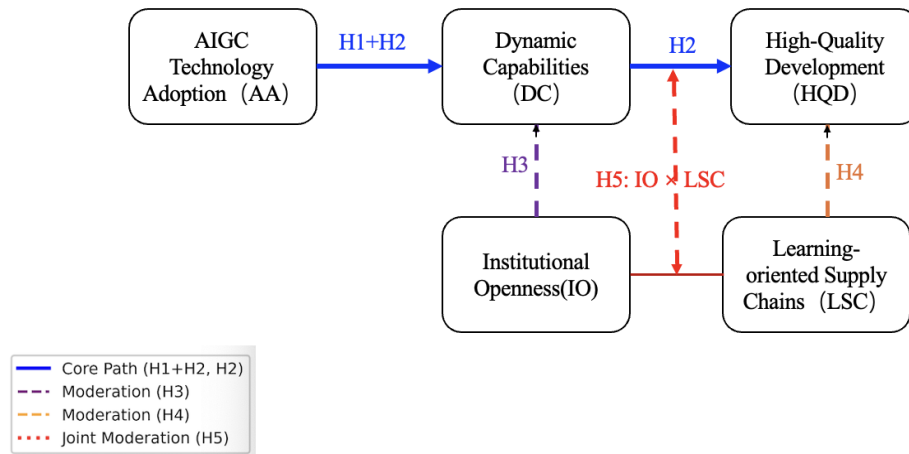 AIGC
Technology
Adoption（AA）
H1+H2
Dynamic
Capabilities
（DC）
H2
High-Quality
Development
（HQD）
H3
H5: IO × LSC
H4
Institutional
Openness(IO)
Learning-
oriented Supply
Chains（LSC）
Core Path (H1+H2, H2)
Moderation (H3)
Moderation (H4)
Joint Moderation (H5)